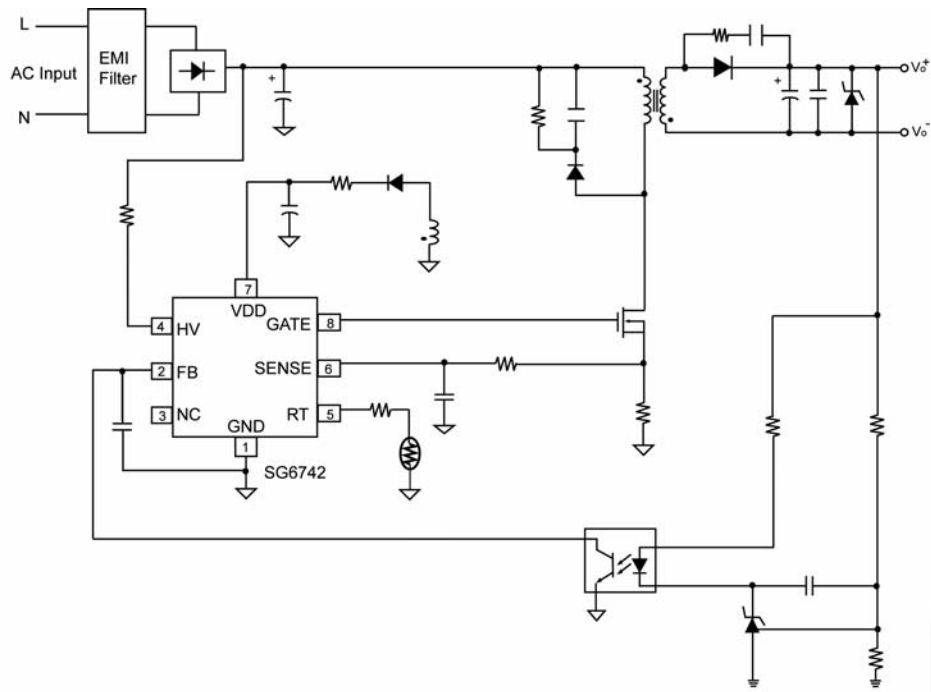 L
EMI
Filter
AC Input
N
+
+
Vo+
Vo-
7
VDD
4 HV
GATE 8
2 FB
SENSE 6
3 NC
RT 5
GND
1
SG6742